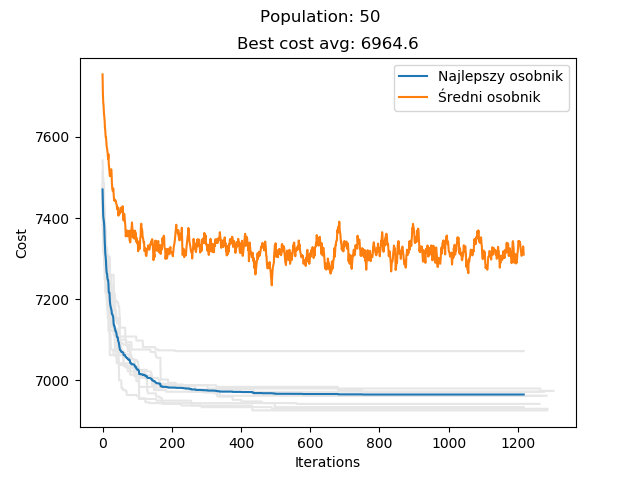 Population: 50
Best cost avg: 6964.6
Najlepszy osobnik
Średni osobnik
7600
7400
7200
7000
Cost
0 200 400 600 800 1000 1200
Iterations